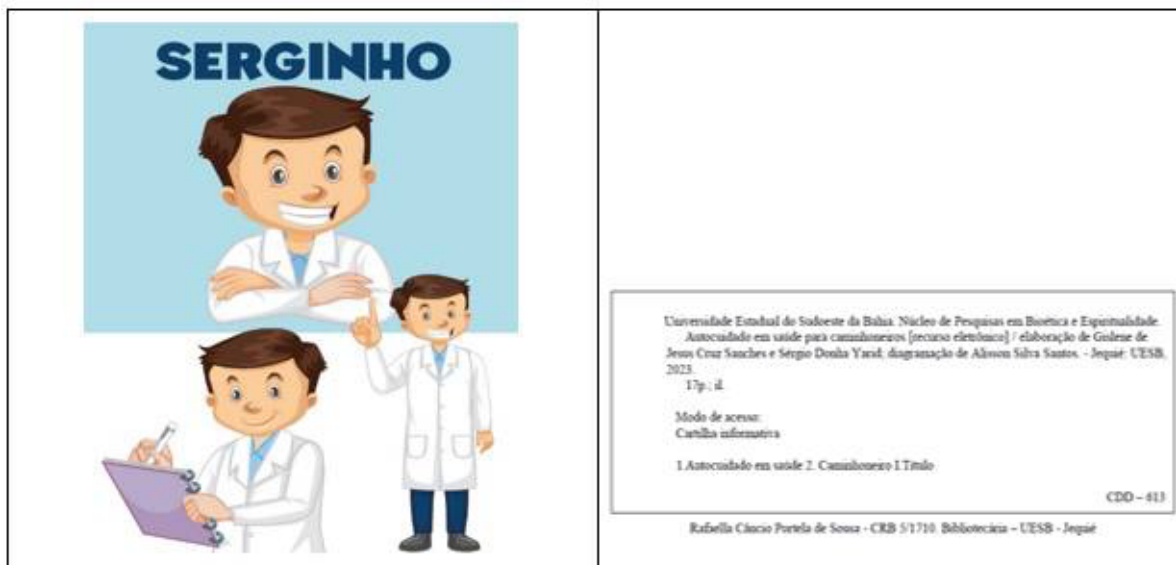 SERGINHO
Universidade Estadual do Sudoeste da Bahia. Núcleo de Pesquisas em Bioética e Espiritualidade.
Autocuidado em saúde para caminhoneiros [recurso eletrônico] / elaboração de Gislene de
Jesus Cruz Sanches e Sérgio Donha Yarid; diagramação de Alisson Silva Santos. - Jequié: UESB,
2023.
17p.; il.
Modo de acesso:
Cartilha informativa
1.Autocuidado em saúde 2. Caminhoneiro I.Título
CDD – 613
Rafaella Câncio Portela de Sousa - CRB 5/1710. Bibliotecária – UESB - Jequié